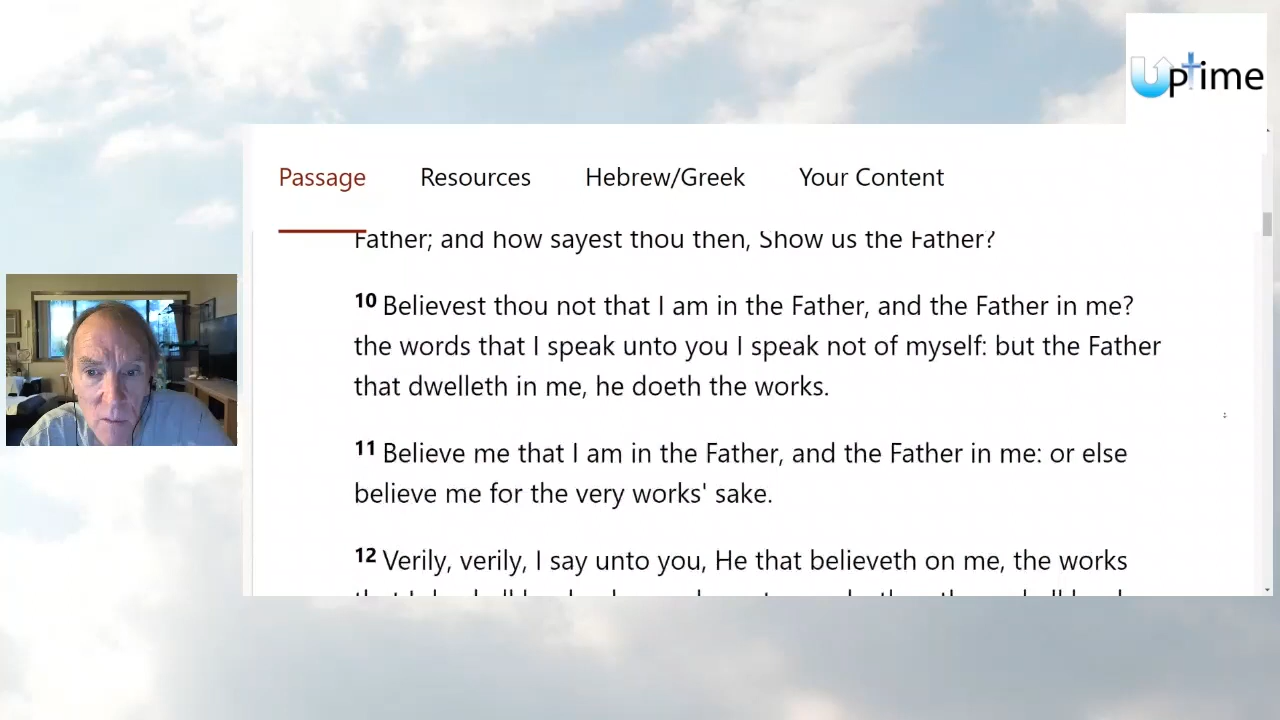 Uptime
Passage Resources Hebrew/Greek Your Content
Father; and how sayest thou then, Show us the Father?
10 Believest thou not that I am in the Father, and the Father in me?
the words that I speak unto you I speak not of myself: but the Father
that dwelleth in me, he doeth the works.
11 Believe me that I am in the Father, and the Father in me: or else
believe me for the very works' sake.
12 Verily, verily, I say unto you, He that believeth on me, the works